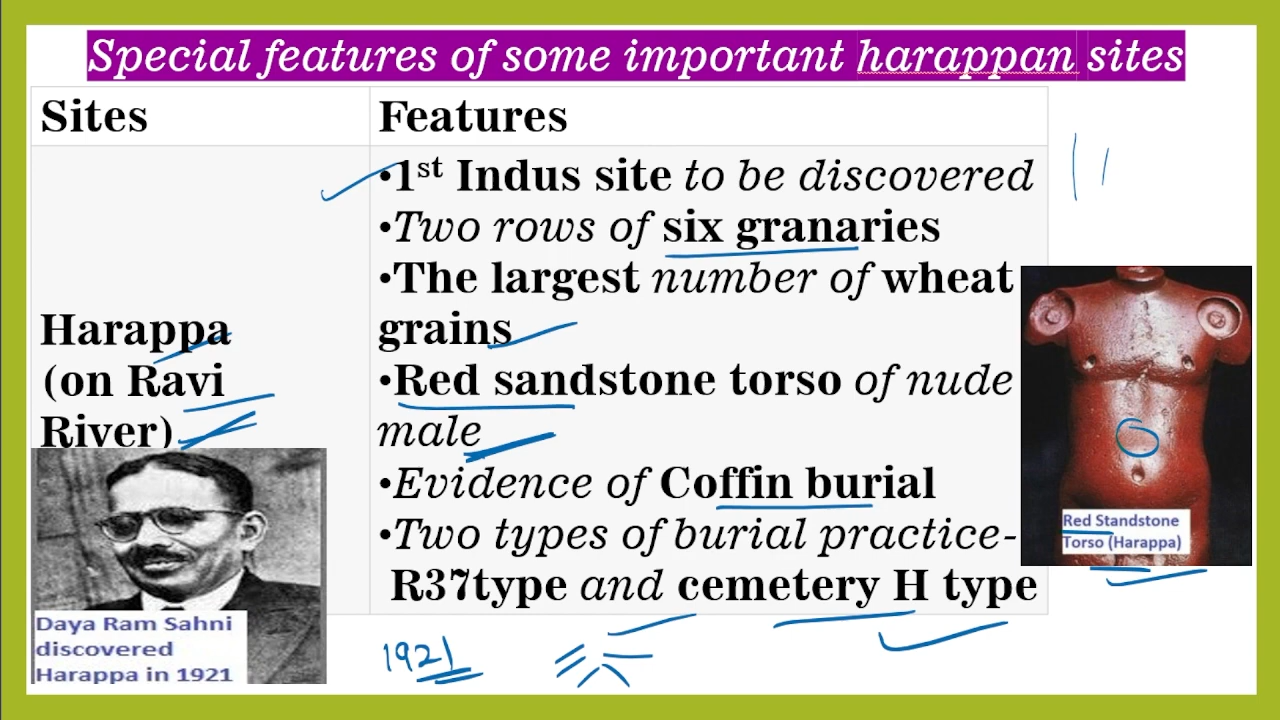 Special features of some important harappan sites
Sites
Features
Harappa
(on Ravi
River)
•1st Indus site to be discovered
•Two rows of six granaries
•The largest number of wheat
grains
•Red sandstone torso of nude
male
•Evidence of Coffin burial
•Two types of burial practice-
R37type and cemetery H type
Red Standstone
Torso (Harappa)
Daya Ram Sahni
discovered
Harappa in 1921
1921